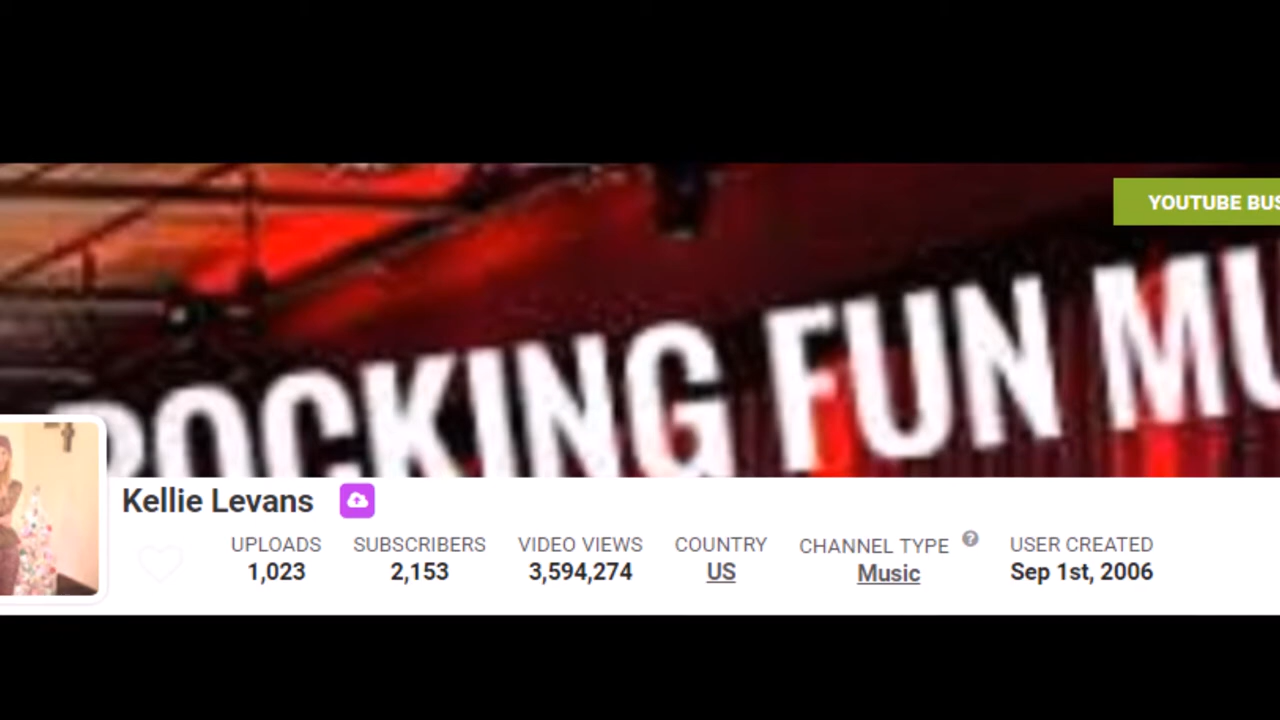 YOUTUBE BUS
ROCKING FUN MU
Kellie Levans
UPLOADS SUBSCRIBERS VIDEO VIEWS COUNTRY CHANNEL TYPE ? USER CREATED
1,023 2,153 3,594,274 US Music Sep 1st, 2006